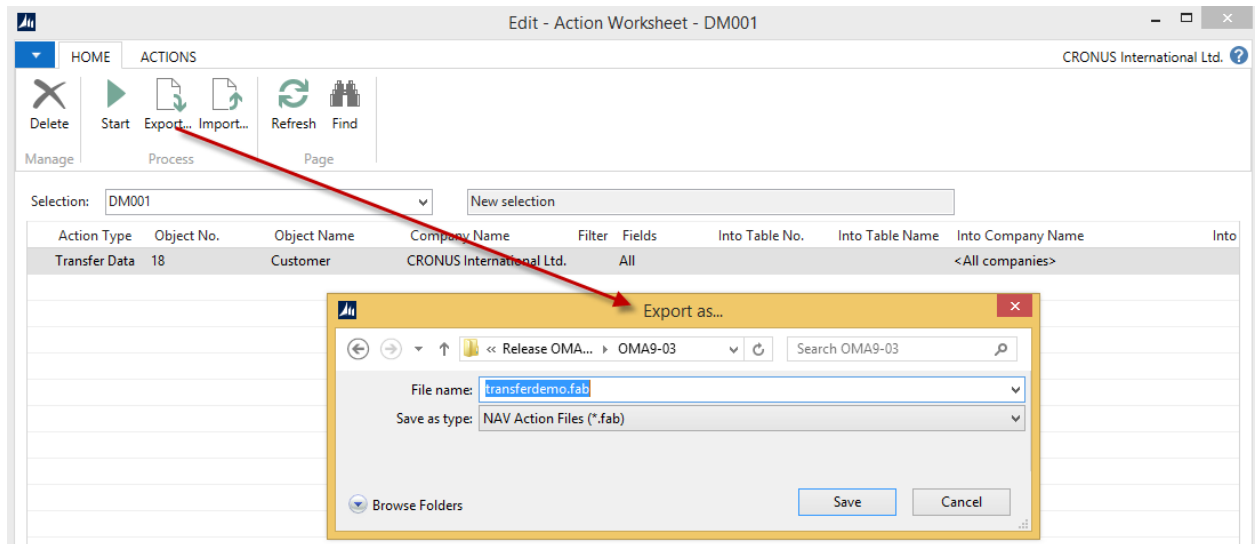 Edit - Action Worksheet - DM001
HOME ACTIONS CRONUS International Ltd.
Delete Start Export... Import... Refresh Find
Manage Process Page
Selection: DM001 New selection
Action Type Object No. Object Name Company Name Filter Fields Into Table No. Into Table Name Into Company Name Into
Transfer Data 18 Customer CRONUS International Ltd. All <All companies>
Export as...
« Release OMA... OMA9-03 Search OMA9-03
File name: transferdemo.fab
Save as type: NAV Action Files (*.fab)
Browse Folders Save Cancel